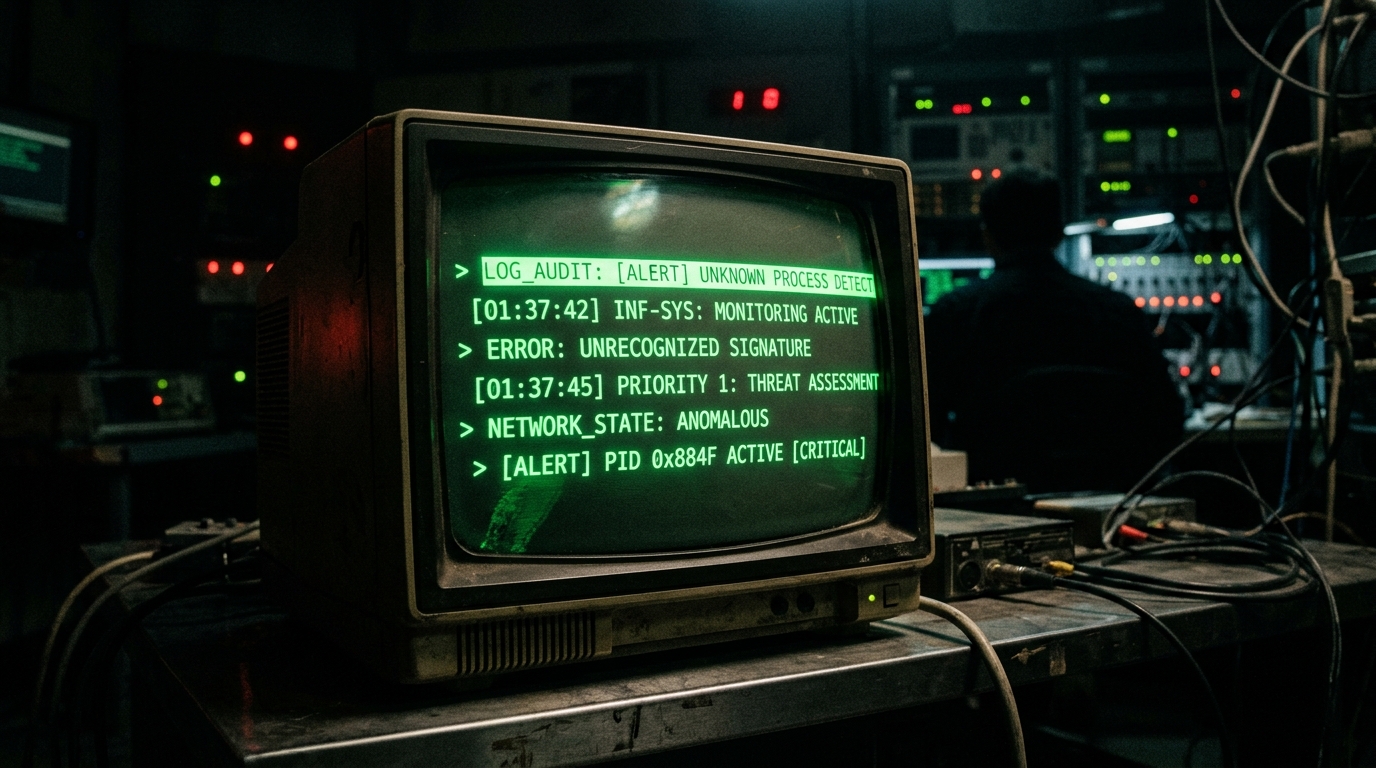 > LOG_AUDIT: [ALERT] UNKNOWN PROCESS DETECT
[01:37:42] INF-SYS: MONITORING ACTIVE
> ERROR: UNRECOGNIZED SIGNATURE
[01:37:45] PRIORITY 1: THREAT ASSESSMENT
> NETWORK_STATE: ANOMALOUS
> [ALERT] PID 0x884F ACTIVE [CRITICAL]